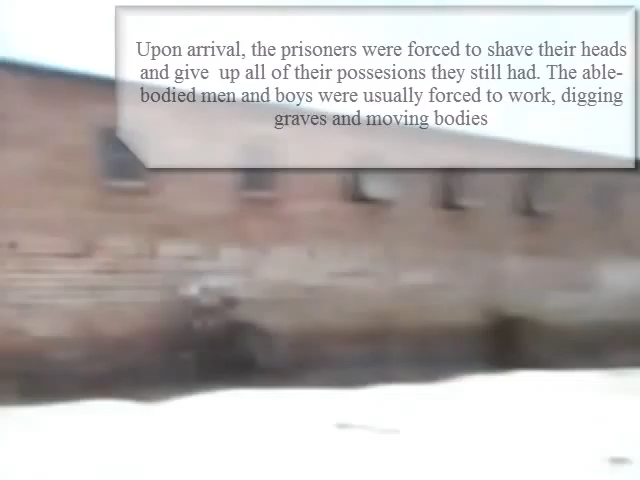 Upon arrival, the prisoners were forced to shave their heads
and give  up all of their possesions they still had. The able-
bodied men and boys were usually forced to work, digging
graves and moving bodies